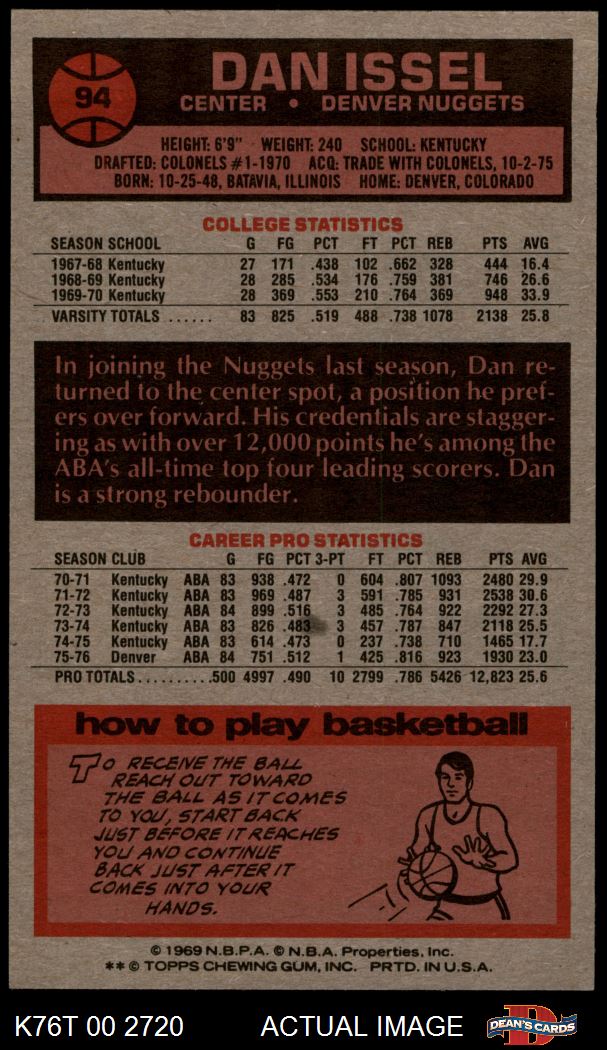 94
DAN ISSEL
CENTER • DENVER NUGGETS
HEIGHT: 6'9" WEIGHT: 240 SCHOOL: KENTUCKY
DRAFTED: COLONELS #1-1970 ACQ: TRADE WITH COLONELS, 10-2-75
BORN: 10-25-48, BATAVIA, ILLINOIS HOME: DENVER, COLORADO
COLLEGE STATISTICS
SEASON SCHOOL G FG PCT FT PCT REB PTS AVG
1967-68 Kentucky 27 171 .438 102 .662 328 444 16.4
1968-69 Kentucky 28 285 .534 176 .759 381 746 26.6
1969-70 Kentucky 28 369 .553 210 .764 369 948 33.9
VARSITY TOTALS ...... 83 825 .519 488 .738 1078 2138 25.8
In joining the Nuggets last season, Dan re-
turned to the center spot, a position he pref-
ers over forward. His credentials are stagger-
ing as with over 12,000 points he's among the
ABA's all-time top four leading scorers. Dan
is a strong rebounder.
CAREER PRO STATISTICS
SEASON CLUB G FG PCT 3-PT FT PCT REB PTS AVG
70-71 Kentucky ABA 83 938 .472 0 604 .807 1093 2480 29.9
71-72 Kentucky ABA 83 969 .487 3 591 .785 931 2538 30.6
72-73 Kentucky ABA 84 899 .516 3 485 .764 922 2292 27.3
73-74 Kentucky ABA 83 826 .483 3 457 .787 847 2118 25.5
74-75 Kentucky ABA 83 614 .473 0 237 .738 710 1465 17.7
75-76 Denver ABA 84 751 .512 1 425 .816 923 1930 23.0
PRO TOTALS..........500 4997 .490 10 2799 .786 5426 12,823 25.6
how to play basketball
TO RECEIVE THE BALL
REACH OUT TOWARD
THE BALL AS IT COMES
TO YOU, START BACK
JUST BEFORE IT REACHES
YOU AND CONTINUE
BACK JUST AFTER IT
COMES INTO YOUR
HANDS.
© 1969 N.B.P.A. © N.B.A. Properties, Inc.
** © TOPPS CHEWING GUM, INC. PRTD. IN U.S.A.
K76T 00 2720 ACTUAL IMAGE
D
DEAN'S CARDS